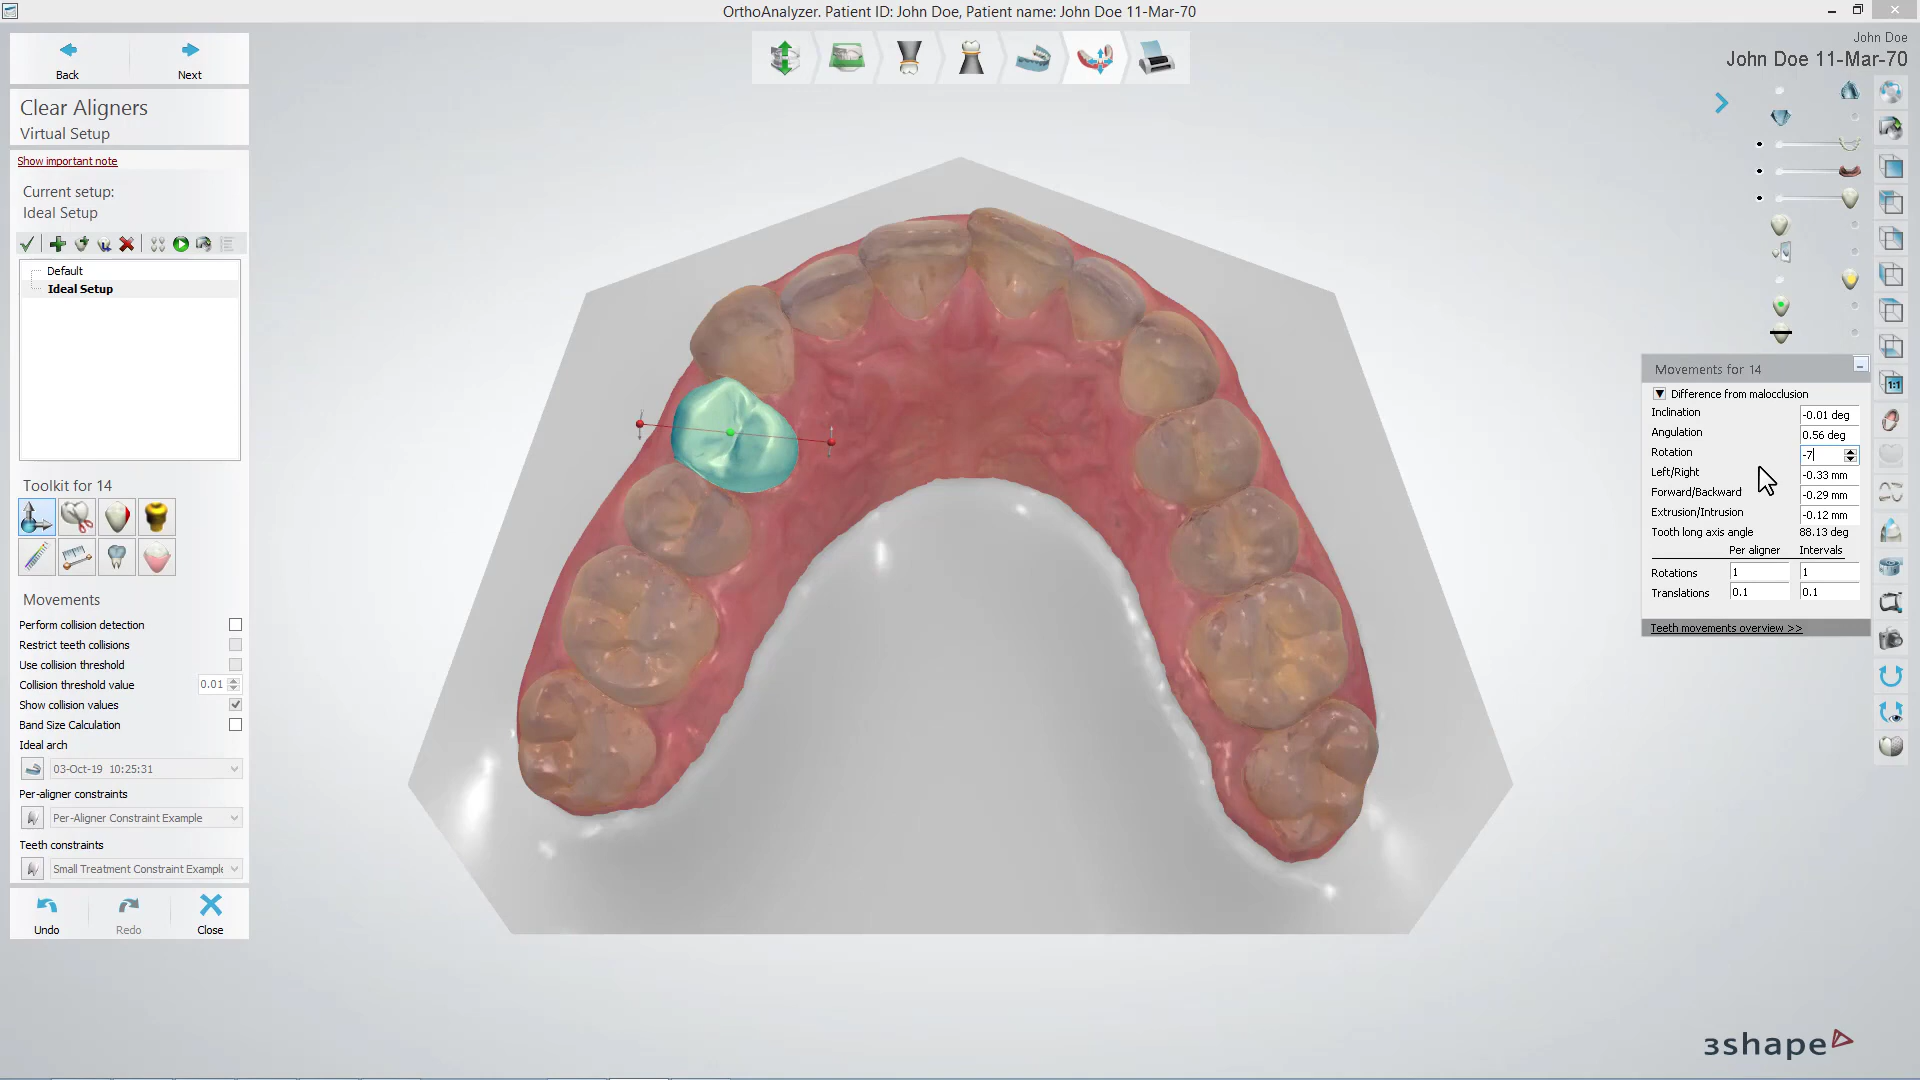 OrthoAnalyzer. Patient ID: John Doe, Patient name: John Doe 11-Mar-70
John Doe
John Doe 11-Mar-70
Back
Next
Clear Aligners
Virtual Setup
Show important note
Current setup:
Ideal Setup
Default
Ideal Setup
Toolkit for 14
Movements
Perform collision detection
Restrict teeth collisions
Use collision threshold
Collision threshold value 0.01
Show collision values
Band Size Calculation
Ideal arch
03-Oct-19 10:25:31
Per-aligner constraints
Per-Aligner Constraint Example
Teeth constraints
Small Treatment Constraint Example
Undo
Redo
Close
1:1
Movements for 14
Difference from malocclusion
Inclination -0.01 deg
Angulation 0.56 deg
Rotation -7
Left/Right -0.33 mm
Forward/Backward -0.29 mm
Extrusion/Intrusion -0.12 mm
Tooth long axis angle 88.13 deg
Per aligner Intervals
Rotations 1 1
Translations 0.1 0.1
Teeth movements overview >>
3shape